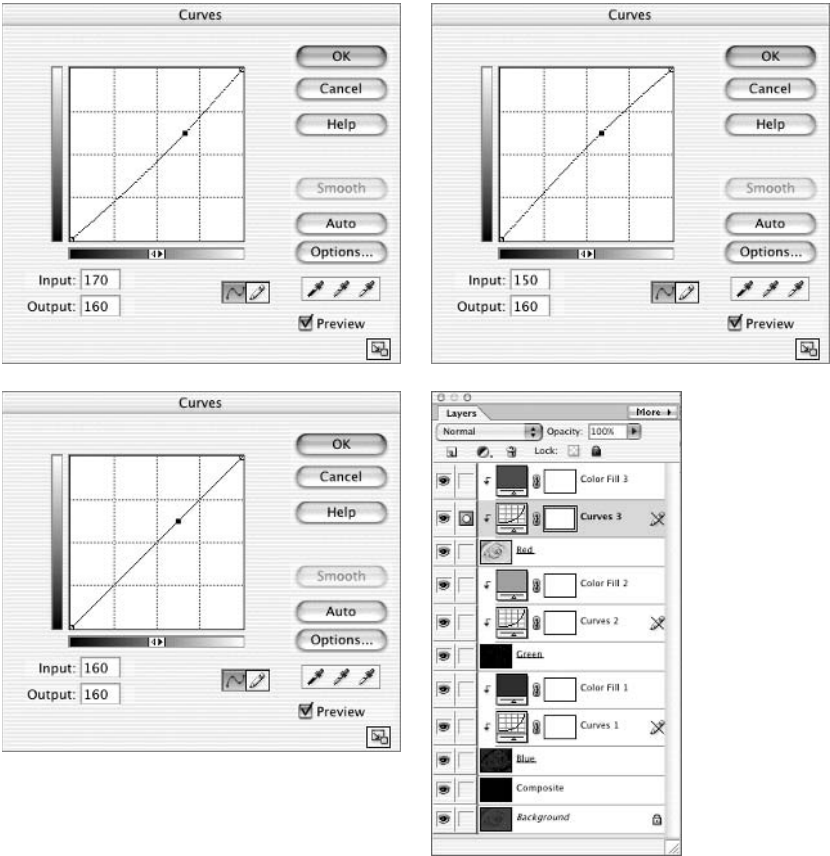 Curves
OK
Cancel
Help
Smooth
Auto
Options...
Input: 170
Output: 160
Preview
Curves
OK
Cancel
Help
Smooth
Auto
Options...
Input: 150
Output: 160
Preview
Curves
OK
Cancel
Help
Smooth
Auto
Options...
Input: 160
Output: 160
Preview
Layers More
Normal Opacity: 100%
Lock:
Color Fill 3
Curves 3
Red
Color Fill 2
Curves 2
Green
Color Fill 1
Curves 1
Blue
Composite
Background